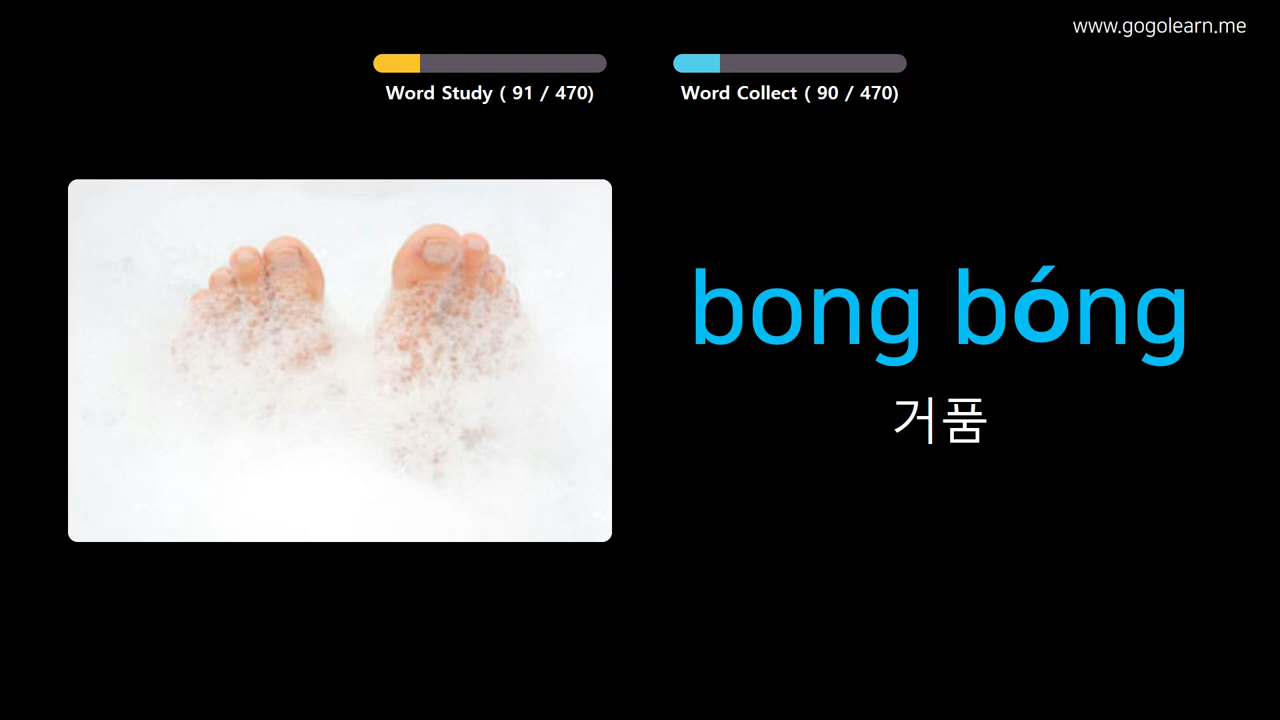 www.gogolearn.me
Word Study ( 91 / 470)
Word Collect ( 90 / 470)
bong bóng
거품